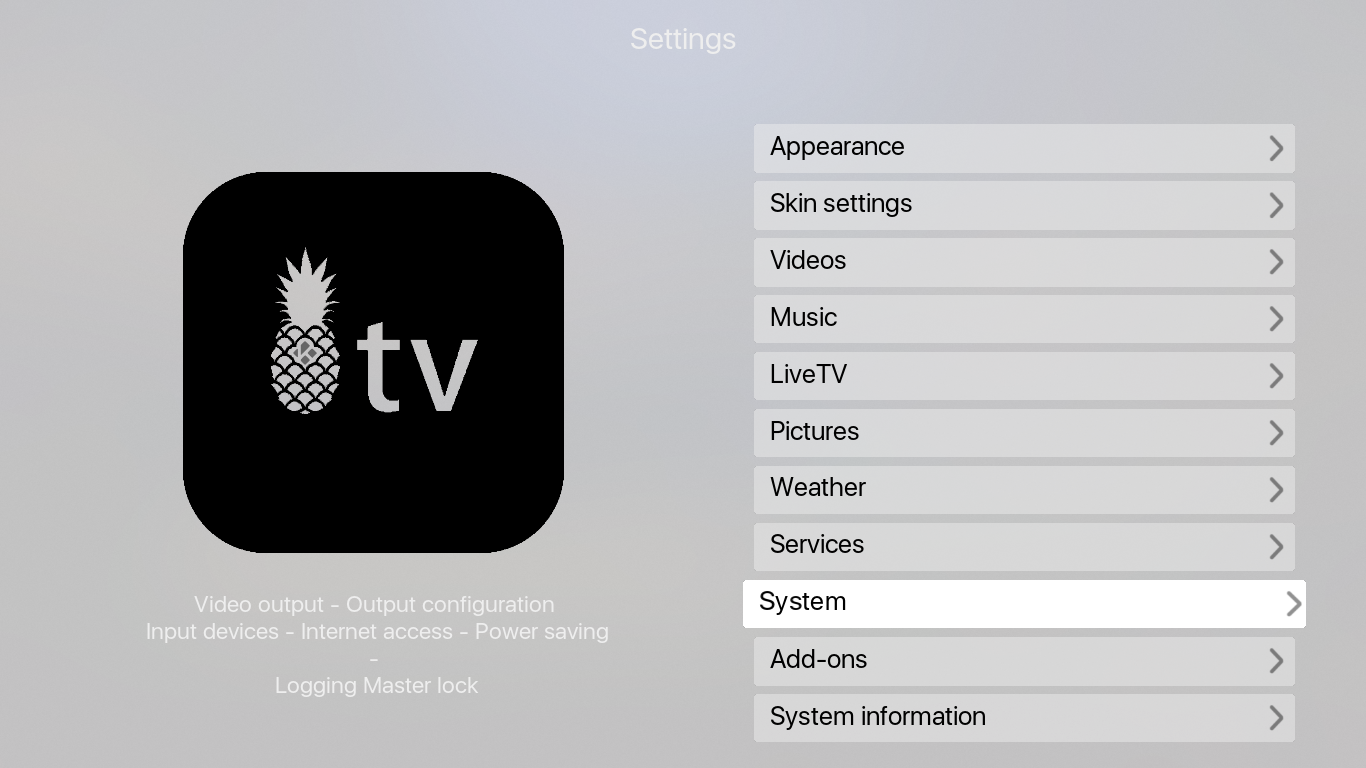 Settings
tv
Video output - Output configuration
Input devices - Internet access - Power saving
-
Logging Master lock
Appearance
Skin settings
Videos
Music
LiveTV
Pictures
Weather
Services
System
Add-ons
System information